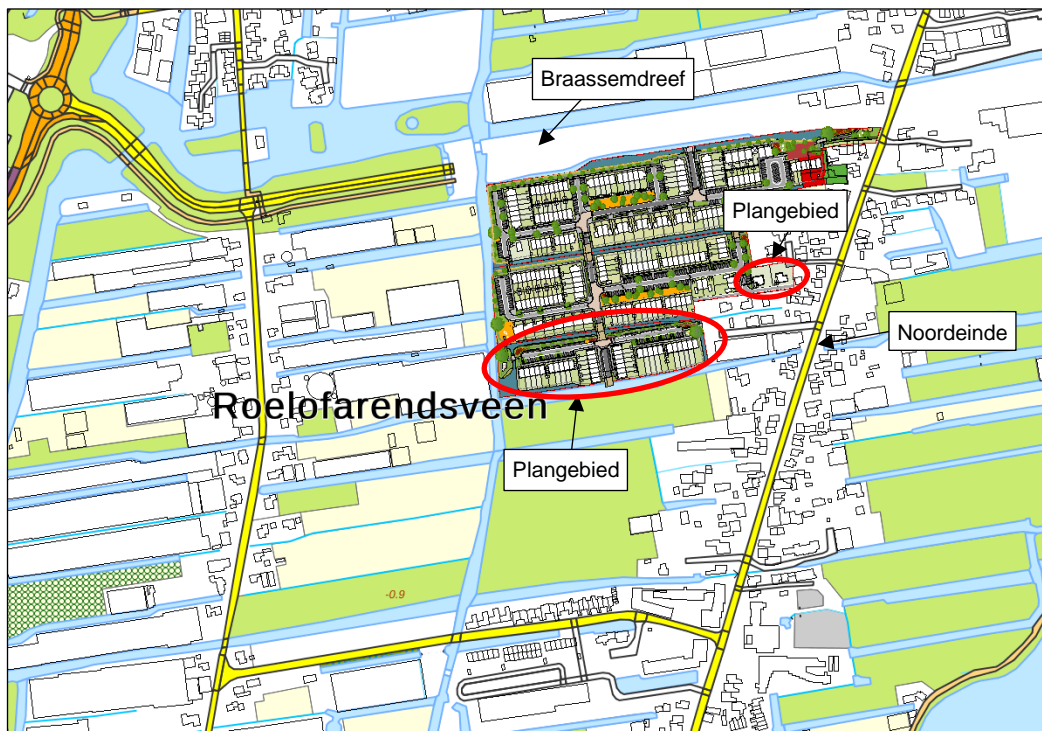 Braassemdreef
Plangebied
Noordeinde
Roelofarendsveen
Plangebied
-0.9